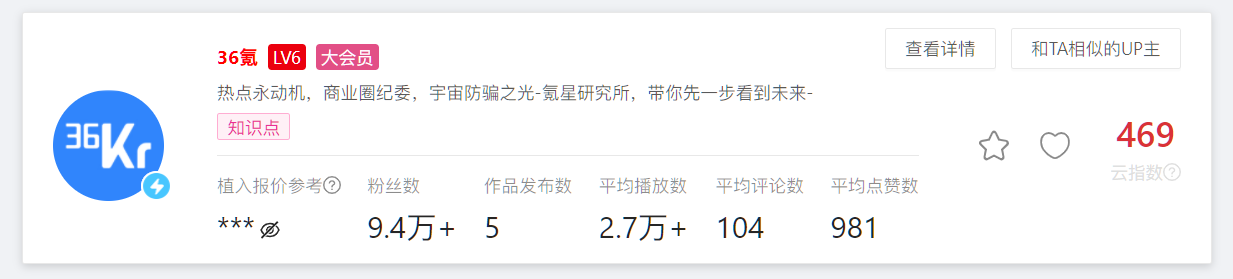 36氪 LV6 大会员
查看详情 和TA相似的UP主
热点永动机，商业圈纪委，宇宙防骗之光-氪星研究所，带你先一步看到未来-
知识点
36Kr
469
云指数?
植入报价参考? 粉丝数 作品发布数 平均播放数 平均评论数 平均点赞数
*** 9.4万+ 5 2.7万+ 104 981